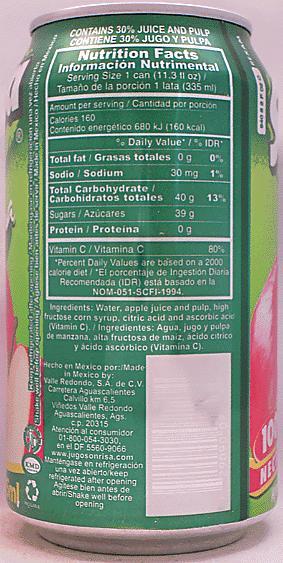 CONTAINS 30% JUICE AND PULP
CONTIENE 30% JUGO Y PULPA
Nutrition Facts
Información Nutrimental
Serving Size 1 can (11.3 fl oz) /
Tamaño de la porción 1 lata (335 ml)
Amount per serving / Cantidad por porción
Calories 160
Contenido energético 680 kJ (160 kcal)
% Daily Value* / % IDR*
Total fat / Grasas totales 0 g 0%
Sodio / Sodium 30 mg 1%
Total Carbohydrate /
Carbohidratos totales 40 g 13%
Sugars / Azúcares 39 g
Protein / Proteína 0 g
Vitamin C / Vitamina C 80%
*Percent Daily Values are based on a 2000
calorie diet / *El porcentaje de Ingestión Diaria
Recomendada (IDR) está basado en la
NOM-051-SCFI-1994.
Ingredients: Water, apple juice and pulp, high
fructose corn syrup, citric acid and ascorbic acid
(Vitamin C). / Ingredientes: Agua, jugo y pulpa
de manzana, alta fructosa de maíz, ácido cítrico
y ácido ascórbico (Vitamina C).
Hecho en México por:/Made
in Mexico by:
Valle Redondo, S.A. de C.V.
Carretera Aguascalientes
Calvillo km 6,5
Viñedos Valle Redondo
Aguascalientes, Ags.
c.p. 20315
Atención al consumidor
01-800-054-3030,
en el DF 5560-9066
www.jugosonrisa.com
Manténgase en refrigeración
una vez abierto/keep
refrigerated after opening
Agítese bien antes de
abrir/Shake well before
opening
KMD
100